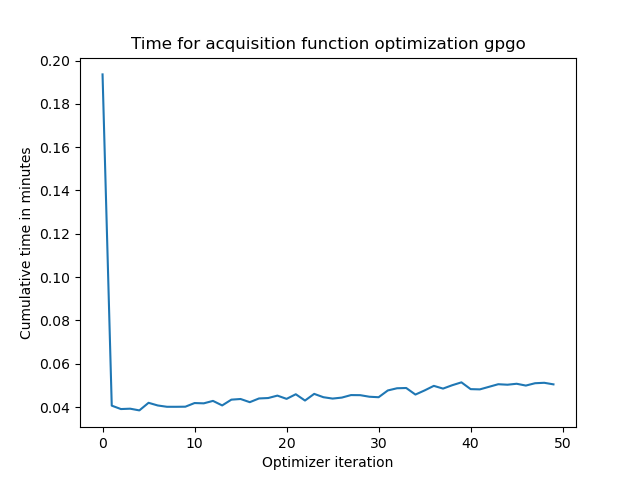 Time for acquisition function optimization gpgo
0.20
0.18
0.16
0.14
0.12
0.10
0.08
0.06
0.04
Cumulative time in minutes
0 10 20 30 40 50
Optimizer iteration